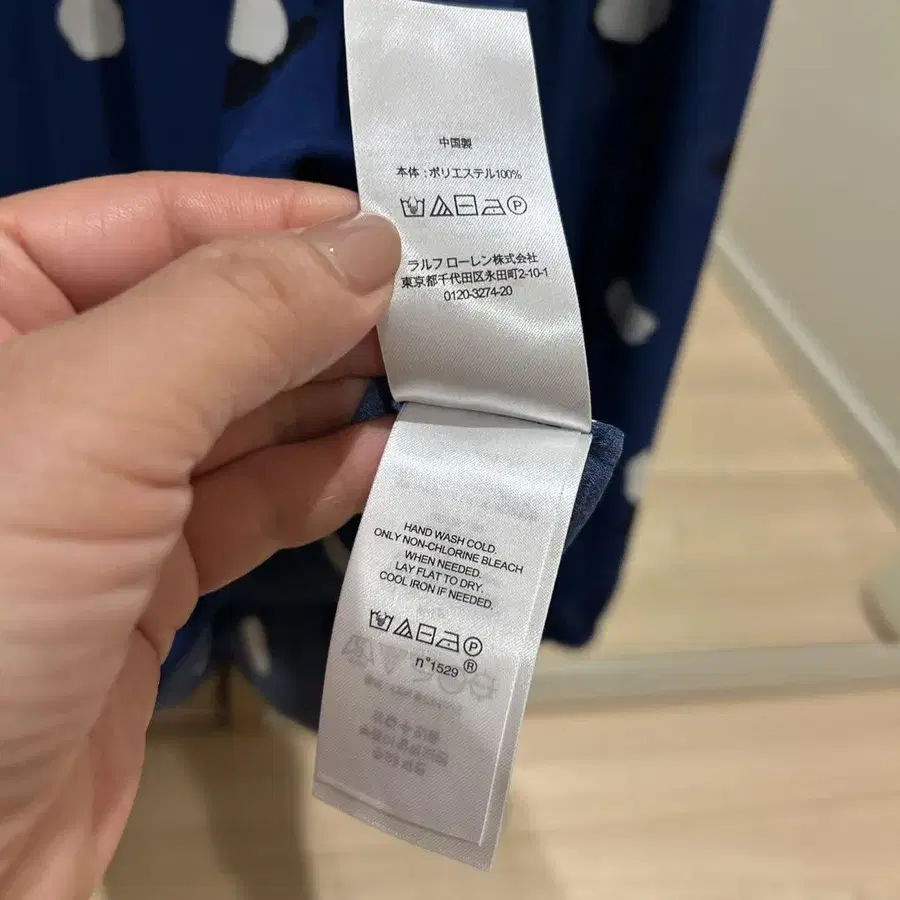 中国製
本体:ポリエステル100%
P
ラルフ ローレン株式会社
東京都千代田区永田町2-10-1
0120-3274-20
HAND WASH COLD.
ONLY NON-CHLORINE BLEACH
WHEN NEEDED.
LAY FLAT TO DRY.
COOL IRON IF NEEDED.
P
n°1529 ®